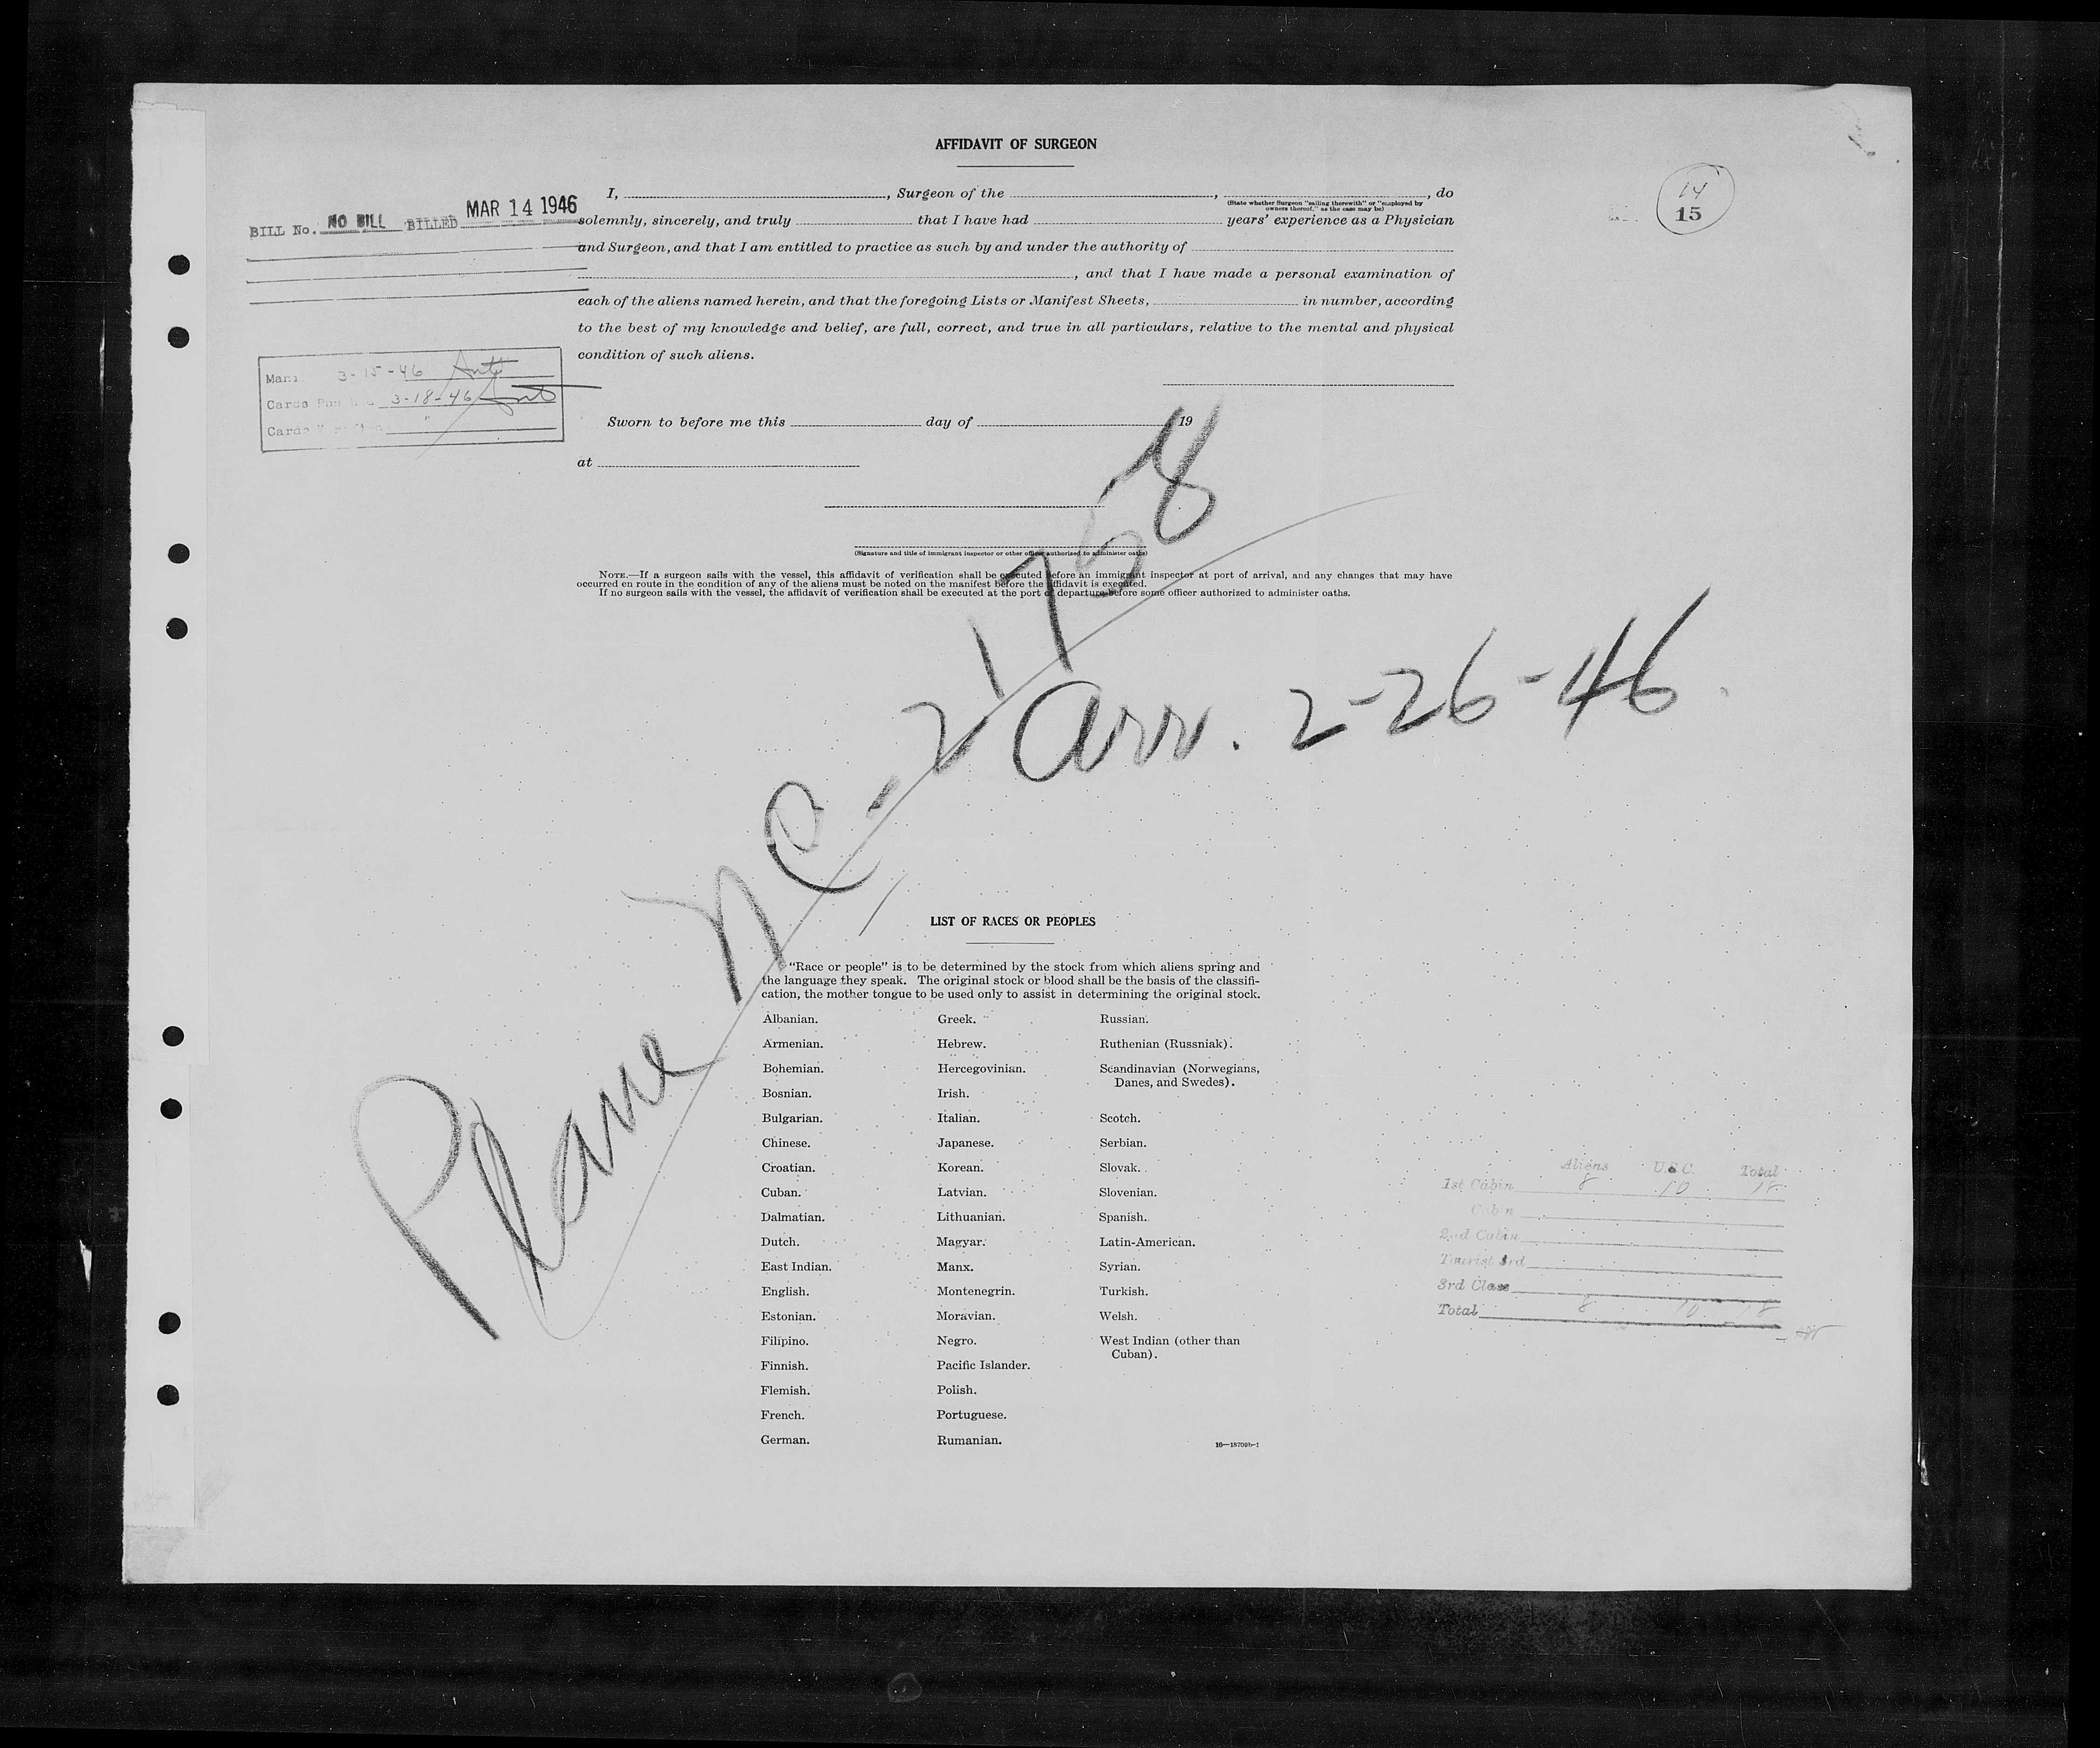 AFFIDAVIT OF SURGEON
14
15
BILL No. NO BILL BILLED MAR 14 1946
I, , Surgeon of the , , do
(State whether Surgeon "sailing therewith" or "employed by owners thereof," as the case may be)
solemnly, sincerely, and truly that I have had years' experience as a Physician
and Surgeon, and that I am entitled to practice as such by and under the authority of
, and that I have made a personal examination of
each of the aliens named herein, and that the foregoing Lists or Manifest Sheets, in number, according
to the best of my knowledge and belief, are full, correct, and true in all particulars, relative to the mental and physical
condition of such aliens.
3-15-46
Cards 3-18-46
Cards
Sworn to before me this day of 19
at
(Signature and title of immigrant inspector or other officer authorized to administer oaths)
NOTE.—If a surgeon sails with the vessel, this affidavit of verification shall be executed before an immigrant inspector at port of arrival, and any changes that may have
occurred en route in the condition of any of the aliens must be noted on the manifest before the affidavit is executed.
If no surgeon sails with the vessel, the affidavit of verification shall be executed at the port of departure before some officer authorized to administer oaths.
Plane NC-21758
Arr. 2-26-46.
LIST OF RACES OR PEOPLES
"Race or people" is to be determined by the stock from which aliens spring and
the language they speak. The original stock or blood shall be the basis of the classifi-
cation, the mother tongue to be used only to assist in determining the original stock.
Albanian.
Armenian.
Bohemian.
Bosnian.
Bulgarian.
Chinese.
Croatian.
Cuban.
Dalmatian.
Dutch.
East Indian.
English.
Estonian.
Filipino.
Finnish.
Flemish.
French.
German.
Greek.
Hebrew.
Hercegovinian.
Irish.
Italian.
Japanese.
Korean.
Latvian.
Lithuanian.
Magyar.
Manx.
Montenegrin.
Moravian.
Negro.
Pacific Islander.
Polish.
Portuguese.
Rumanian.
Russian.
Ruthenian (Russniak).
Scandinavian (Norwegians,
Danes, and Swedes).
Scotch.
Serbian.
Slovak.
Slovenian.
Spanish.
Latin-American.
Syrian.
Turkish.
Welsh.
West Indian (other than
Cuban).
16—18709b-1
Aliens U.S.C. Total
1st Cabin 8 10 18
Cabin
2nd Cabin
Tourist 3rd
3rd Class
Total 8 10 18